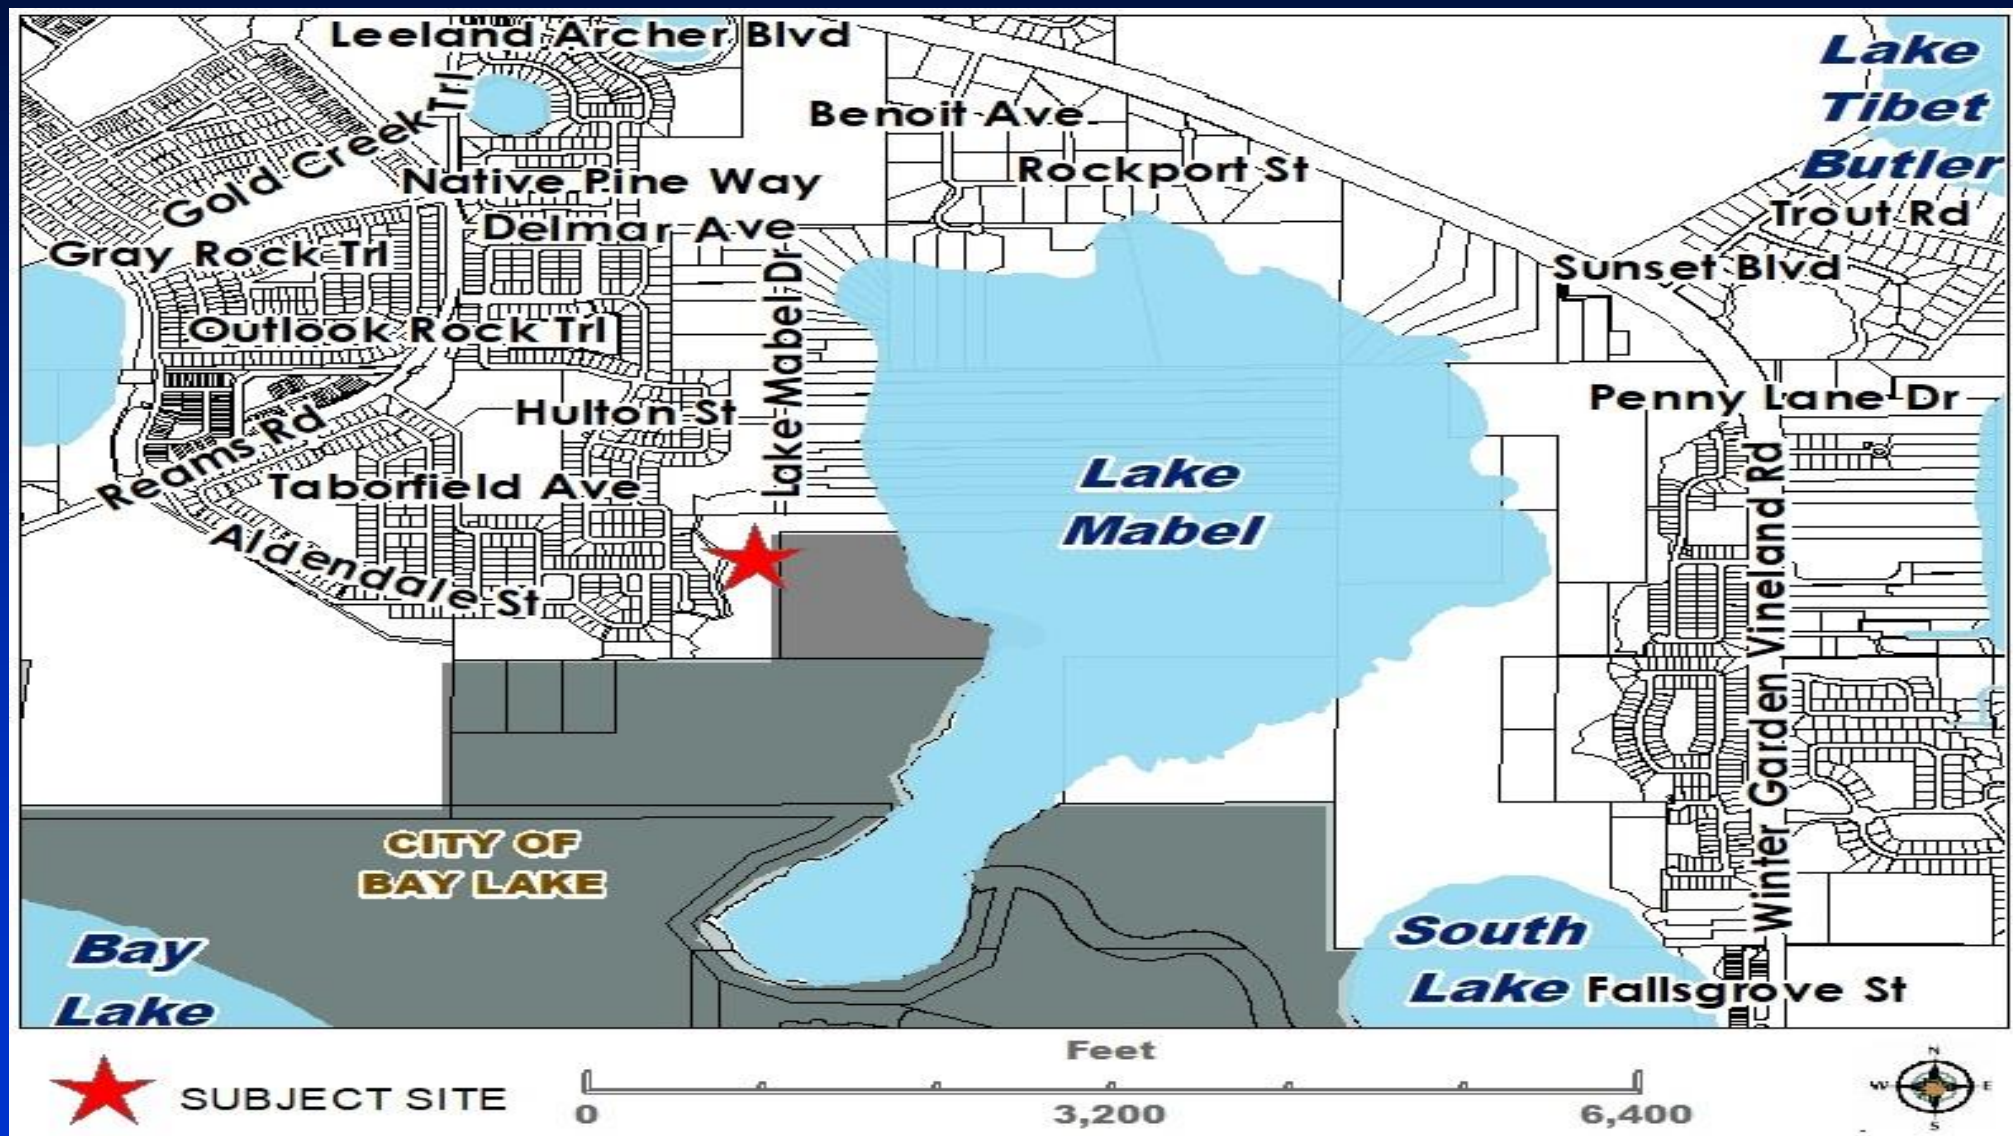 Leeland Archer Blvd
Lake
Tibet
Butler
Gold Creek Trl
Benoit Ave
Rockport St
Native Pine Way
Delmar Ave
Trout Rd
Gray Rock Trl
Sunset Blvd
Outlook Rock Trl
Lake Mabel Dr
Penny Lane Dr
Hulton St
Reams Rd
Taborfield Ave
Lake
Mabel
Aldendale St
Winter Garden Vineland Rd
CITY OF
BAY LAKE
Bay
Lake
South
Lake
Fallsgrove St
SUBJECT SITE
Feet
0 3,200 6,400
N
W E
S